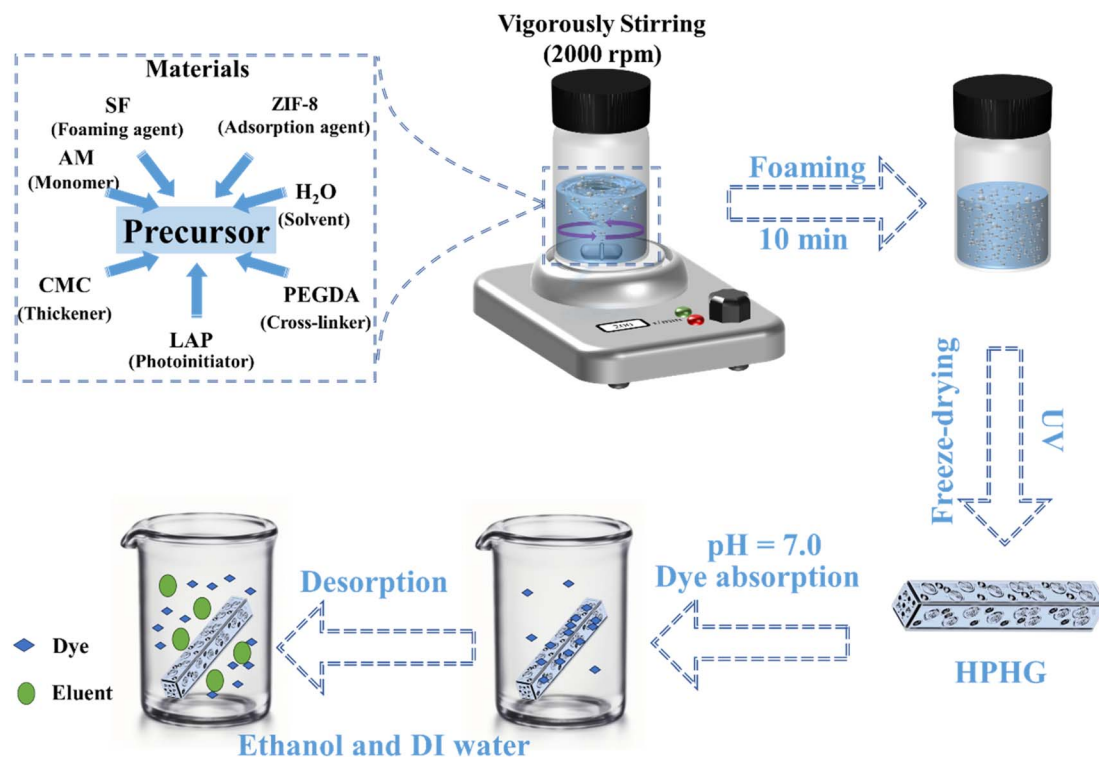 Vigorously Stirring
(2000 rpm)
Materials
SF
(Foaming agent)
ZIF-8
(Adsorption agent)
AM
(Monomer)
H₂O
(Solvent)
Precursor
CMC
(Thickener)
PEGDA
(Cross-linker)
LAP
(Photoinitiator)
Foaming
10 min
Freeze-drying
UV
HPHG
pH = 7.0
Dye absorption
Desorption
Dye
Eluent
Ethanol and DI water